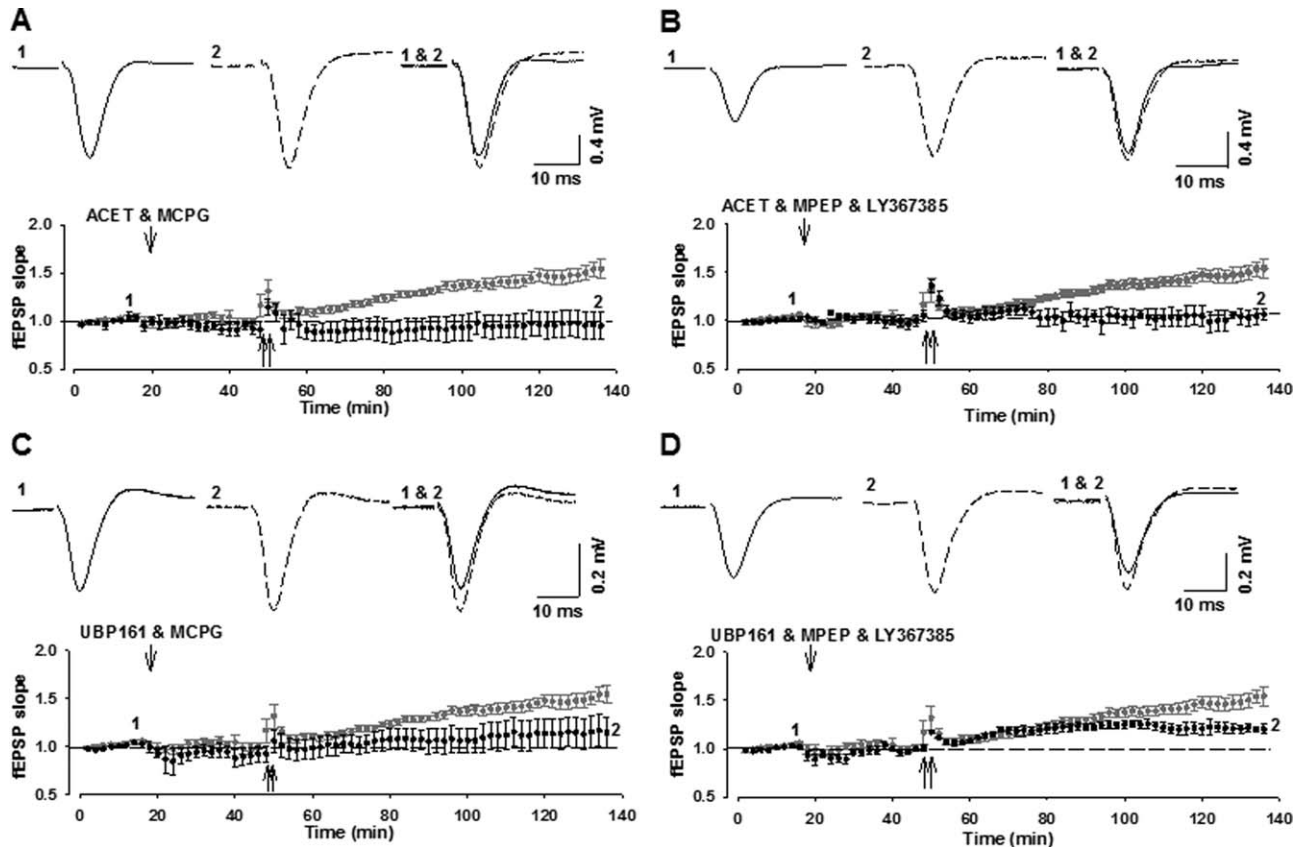 A
1 2 1 & 2
0.4 mV
10 ms
ACET & MCPG
2.0
1.5
1.0
0.5
fEPSP slope
1
2
0 20 40 60 80 100 120 140
Time (min)
B
1 2 1 & 2
0.4 mV
10 ms
ACET & MPEP & LY367385
2.0
1.5
1.0
0.5
fEPSP slope
1
2
0 20 40 60 80 100 120 140
Time (min)
C
1 2 1 & 2
0.2 mV
10 ms
UBP161 & MCPG
2.0
1.5
1.0
0.5
fEPSP slope
1
2
0 20 40 60 80 100 120 140
Time (min)
D
1 2 1 & 2
0.2 mV
10 ms
UBP161 & MPEP & LY367385
2.0
1.5
1.0
0.5
fEPSP slope
1
2
0 20 40 60 80 100 120 140
Time (min)